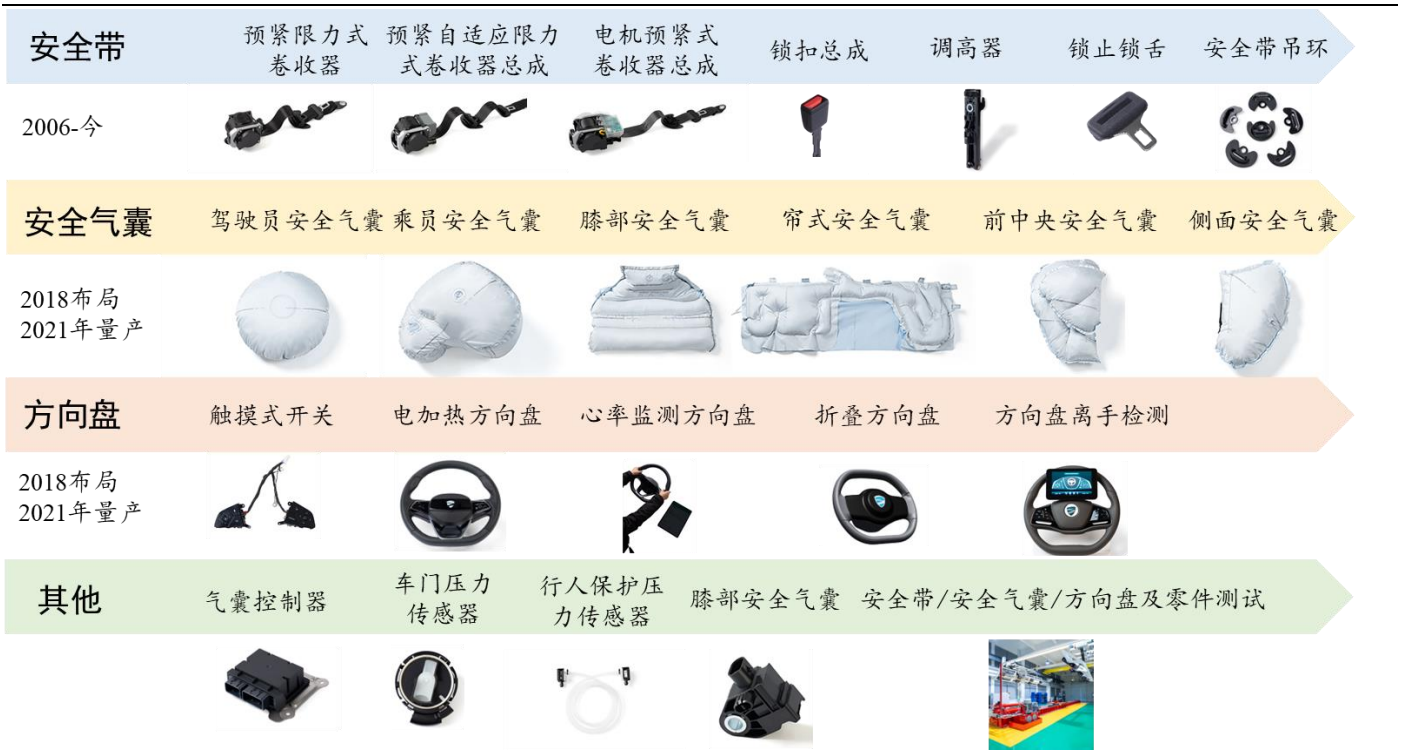 安全带
预紧限力式
卷收器
预紧自适应限力
式卷收器总成
电机预紧式
卷收器总成
锁扣总成
调高器
锁止锁舌
安全带吊环
2006-今
安全气囊
驾驶员安全气囊
乘员安全气囊
膝部安全气囊
帘式安全气囊
前中央安全气囊
侧面安全气囊
2018布局
2021年量产
方向盘
触摸式开关
电加热方向盘
心率监测方向盘
折叠方向盘
方向盘离手检测
2018布局
2021年量产
其他
气囊控制器
车门压力
传感器
行人保护压
力传感器
膝部安全气囊
安全带/安全气囊/方向盘及零件测试